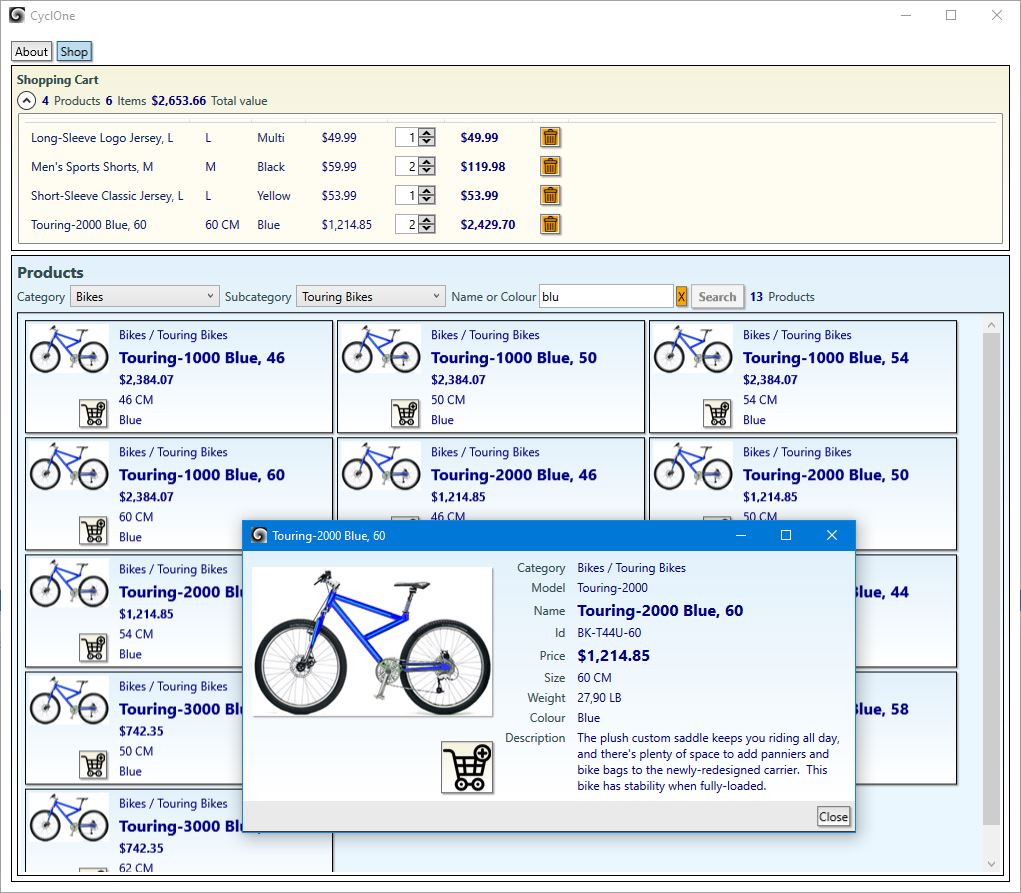 CyclOne
About Shop
Shopping Cart
4 Products 6 Items $2,653.66 Total value
Long-Sleeve Logo Jersey, L L Multi $49.99 1 $49.99
Men's Sports Shorts, M M Black $59.99 2 $119.98
Short-Sleeve Classic Jersey, L L Yellow $53.99 1 $53.99
Touring-2000 Blue, 60 60 CM Blue $1,214.85 2 $2,429.70
Products
Category Bikes Subcategory Touring Bikes Name or Colour blu X Search 13 Products
Bikes / Touring Bikes
Touring-1000 Blue, 46
$2,384.07
46 CM
Blue
Bikes / Touring Bikes
Touring-1000 Blue, 50
$2,384.07
50 CM
Blue
Bikes / Touring Bikes
Touring-1000 Blue, 54
$2,384.07
54 CM
Blue
Bikes / Touring Bikes
Touring-1000 Blue, 60
$2,384.07
60 CM
Blue
Bikes / Touring Bikes
Touring-2000 Blue, 46
$1,214.85
46 CM
Bikes / Touring Bikes
Touring-2000 Blue, 50
$1,214.85
50 CM
Bikes / Touring Bikes
Touring-2000 Blu
$1,214.85
54 CM
Blue
Blue, 44
Bikes / Touring Bikes
Touring-3000 Blu
$742.35
50 CM
Blue
Blue, 58
Bikes / Touring Bikes
Touring-3000 Blu
$742.35
62 CM
Touring-2000 Blue, 60
Category Bikes / Touring Bikes
Model Touring-2000
Name Touring-2000 Blue, 60
Id BK-T44U-60
Price $1,214.85
Size 60 CM
Weight 27,90 LB
Colour Blue
Description The plush custom saddle keeps you riding all day,
and there's plenty of space to add panniers and
bike bags to the newly-redesigned carrier. This
bike has stability when fully-loaded.
Close